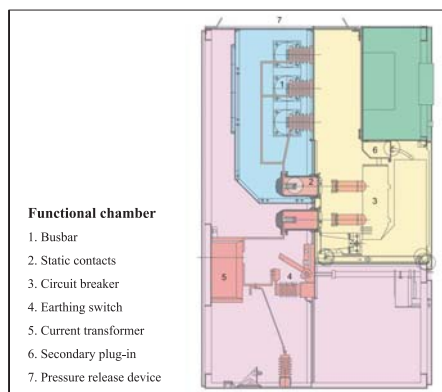 7
1
2
6
3
5
4
Functional chamber
1. Busbar
2. Static contacts
3. Circuit breaker
4. Earthing switch
5. Current transformer
6. Secondary plug-in
7. Pressure release device